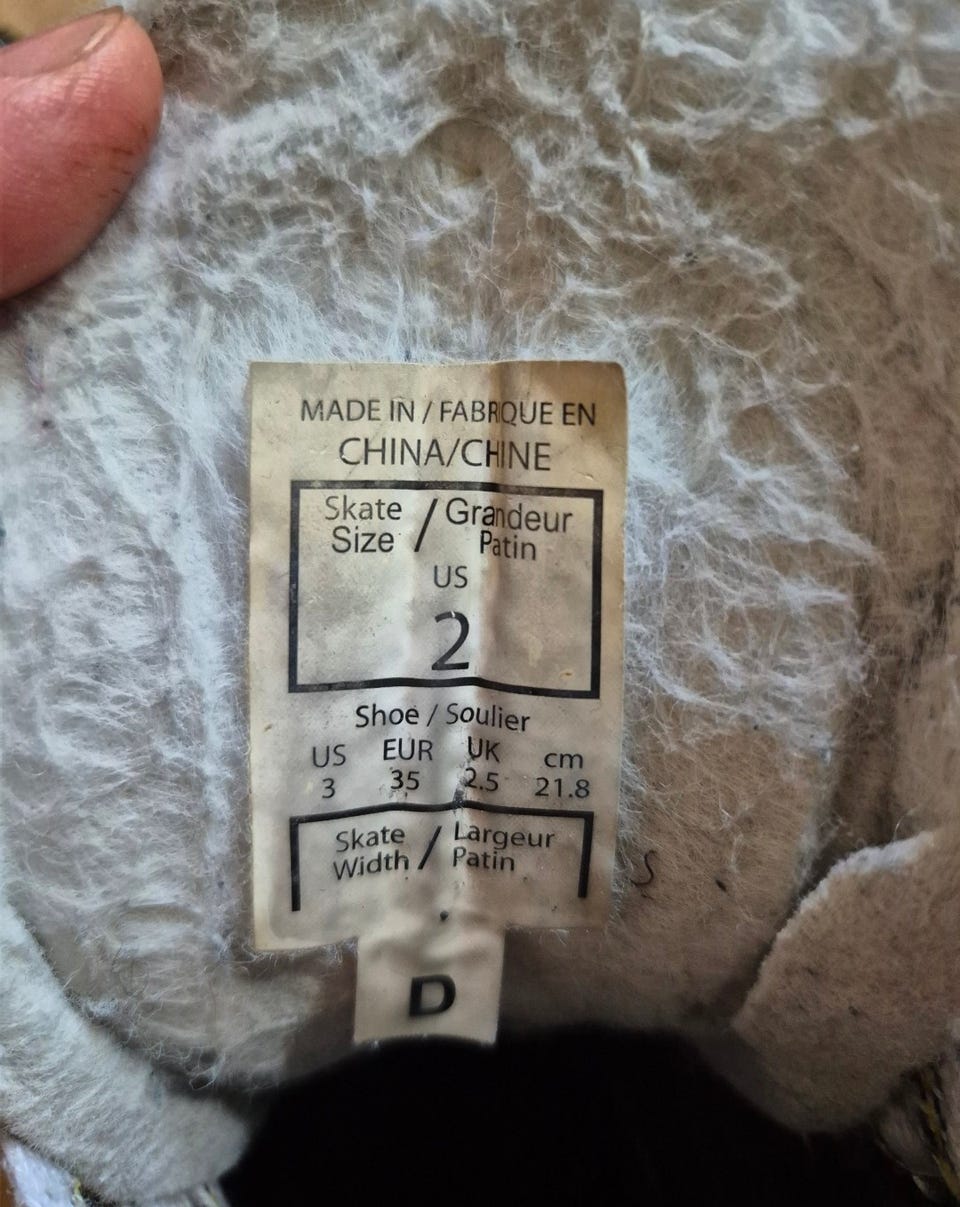 MADE IN / FABRIQUE EN
CHINA/CHINE
Skate Size / Grandeur Patin
US
2
Shoe / Soulier
US EUR UK cm
3 35 2.5 21.8
Skate Width / Largeur Patin
D